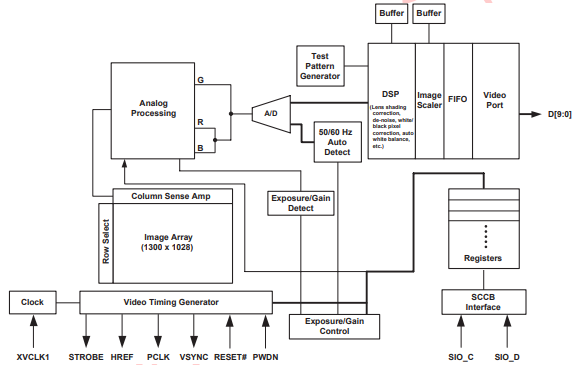 Buffer
Buffer
Test
Pattern
Generator
DSP
(Lens shading
correction,
de-noise, white/
black pixel
correction, auto
white balance,
etc.)
Image
Scaler
FIFO
Video
Port
D[9:0]
Analog
Processing
G
R
B
A/D
50/60 Hz
Auto
Detect
Column Sense Amp
Row Select
Image Array
(1300 x 1028)
Exposure/Gain
Detect
Registers
Clock
Video Timing Generator
Exposure/Gain
Control
SCCB
Interface
XVCLK1
STROBE
HREF
PCLK
VSYNC
RESET#
PWDN
SIO_C
SIO_D